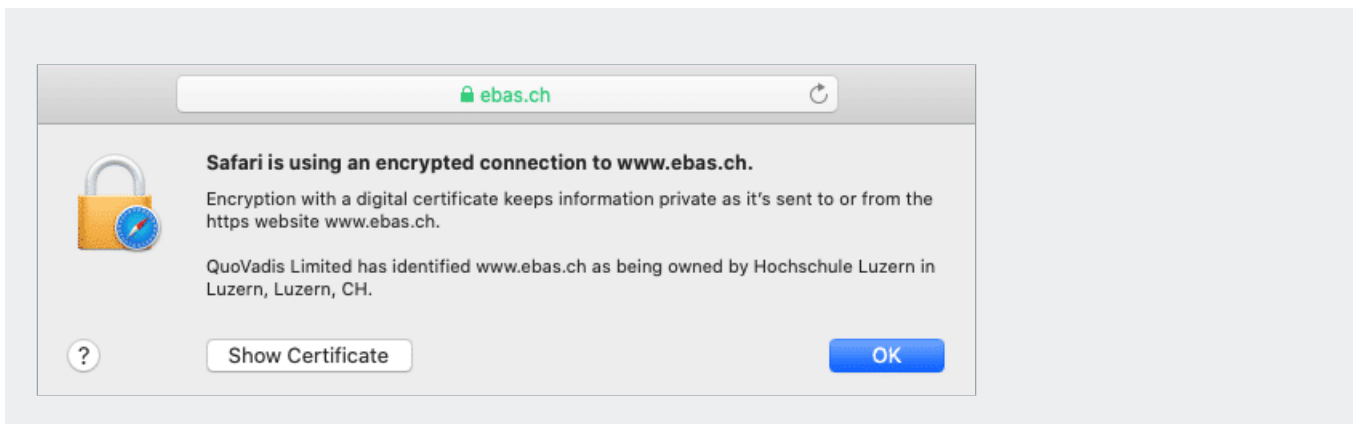 ebas.ch
Safari is using an encrypted connection to www.ebas.ch.
Encryption with a digital certificate keeps information private as it's sent to or from the
https website www.ebas.ch.
QuoVadis Limited has identified www.ebas.ch as being owned by Hochschule Luzern in
Luzern, Luzern, CH.
? Show Certificate OK